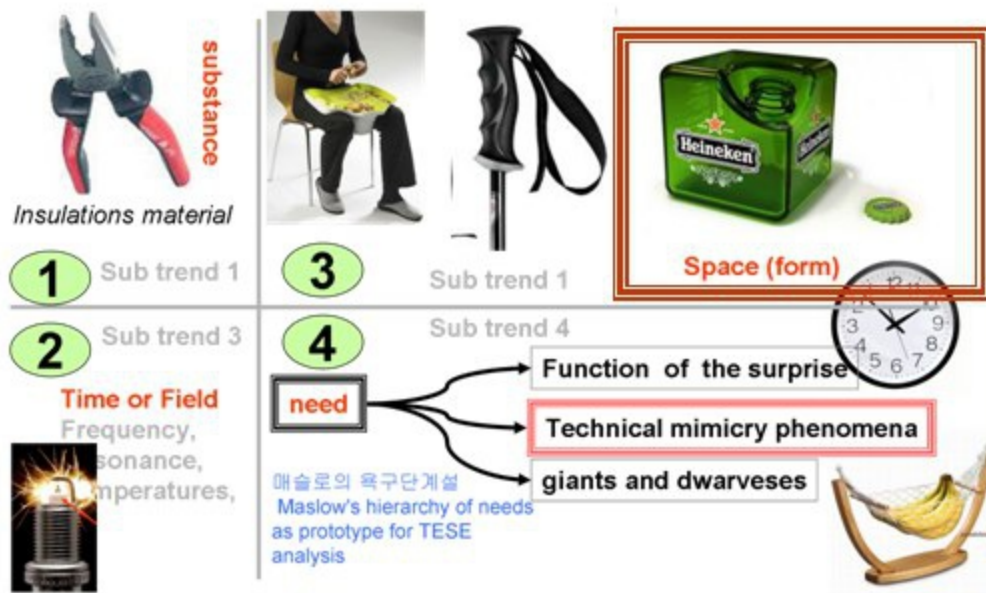 substance
Insulations material
1
Sub trend 1
3
Sub trend 1
Heineken
Heineken
Space (form)
2
Sub trend 3
Time or Field
Frequency,
sonance,
mperatures,
4
Sub trend 4
need
Function of the surprise
Technical mimicry phenomena
giants and dwarveses
매슬로의 욕구단계설
Maslow's hierarchy of needs
as prototype for TESE
analysis